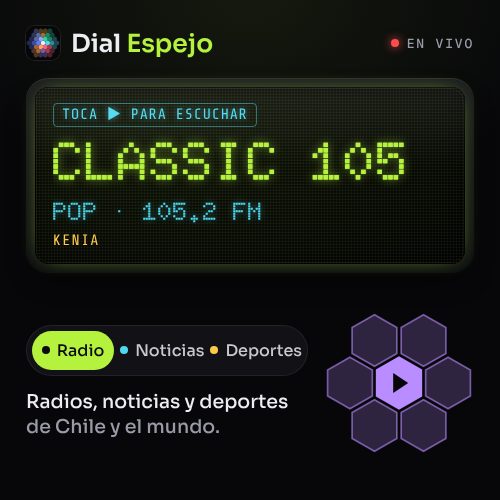 Dial Espejo
EN VIVO
TOCA ▶ PARA ESCUCHAR
CLASSIC 105
POP · 105,2 FM
KENIA
Radio Noticias Deportes
Radios, noticias y deportes
de Chile y el mundo.